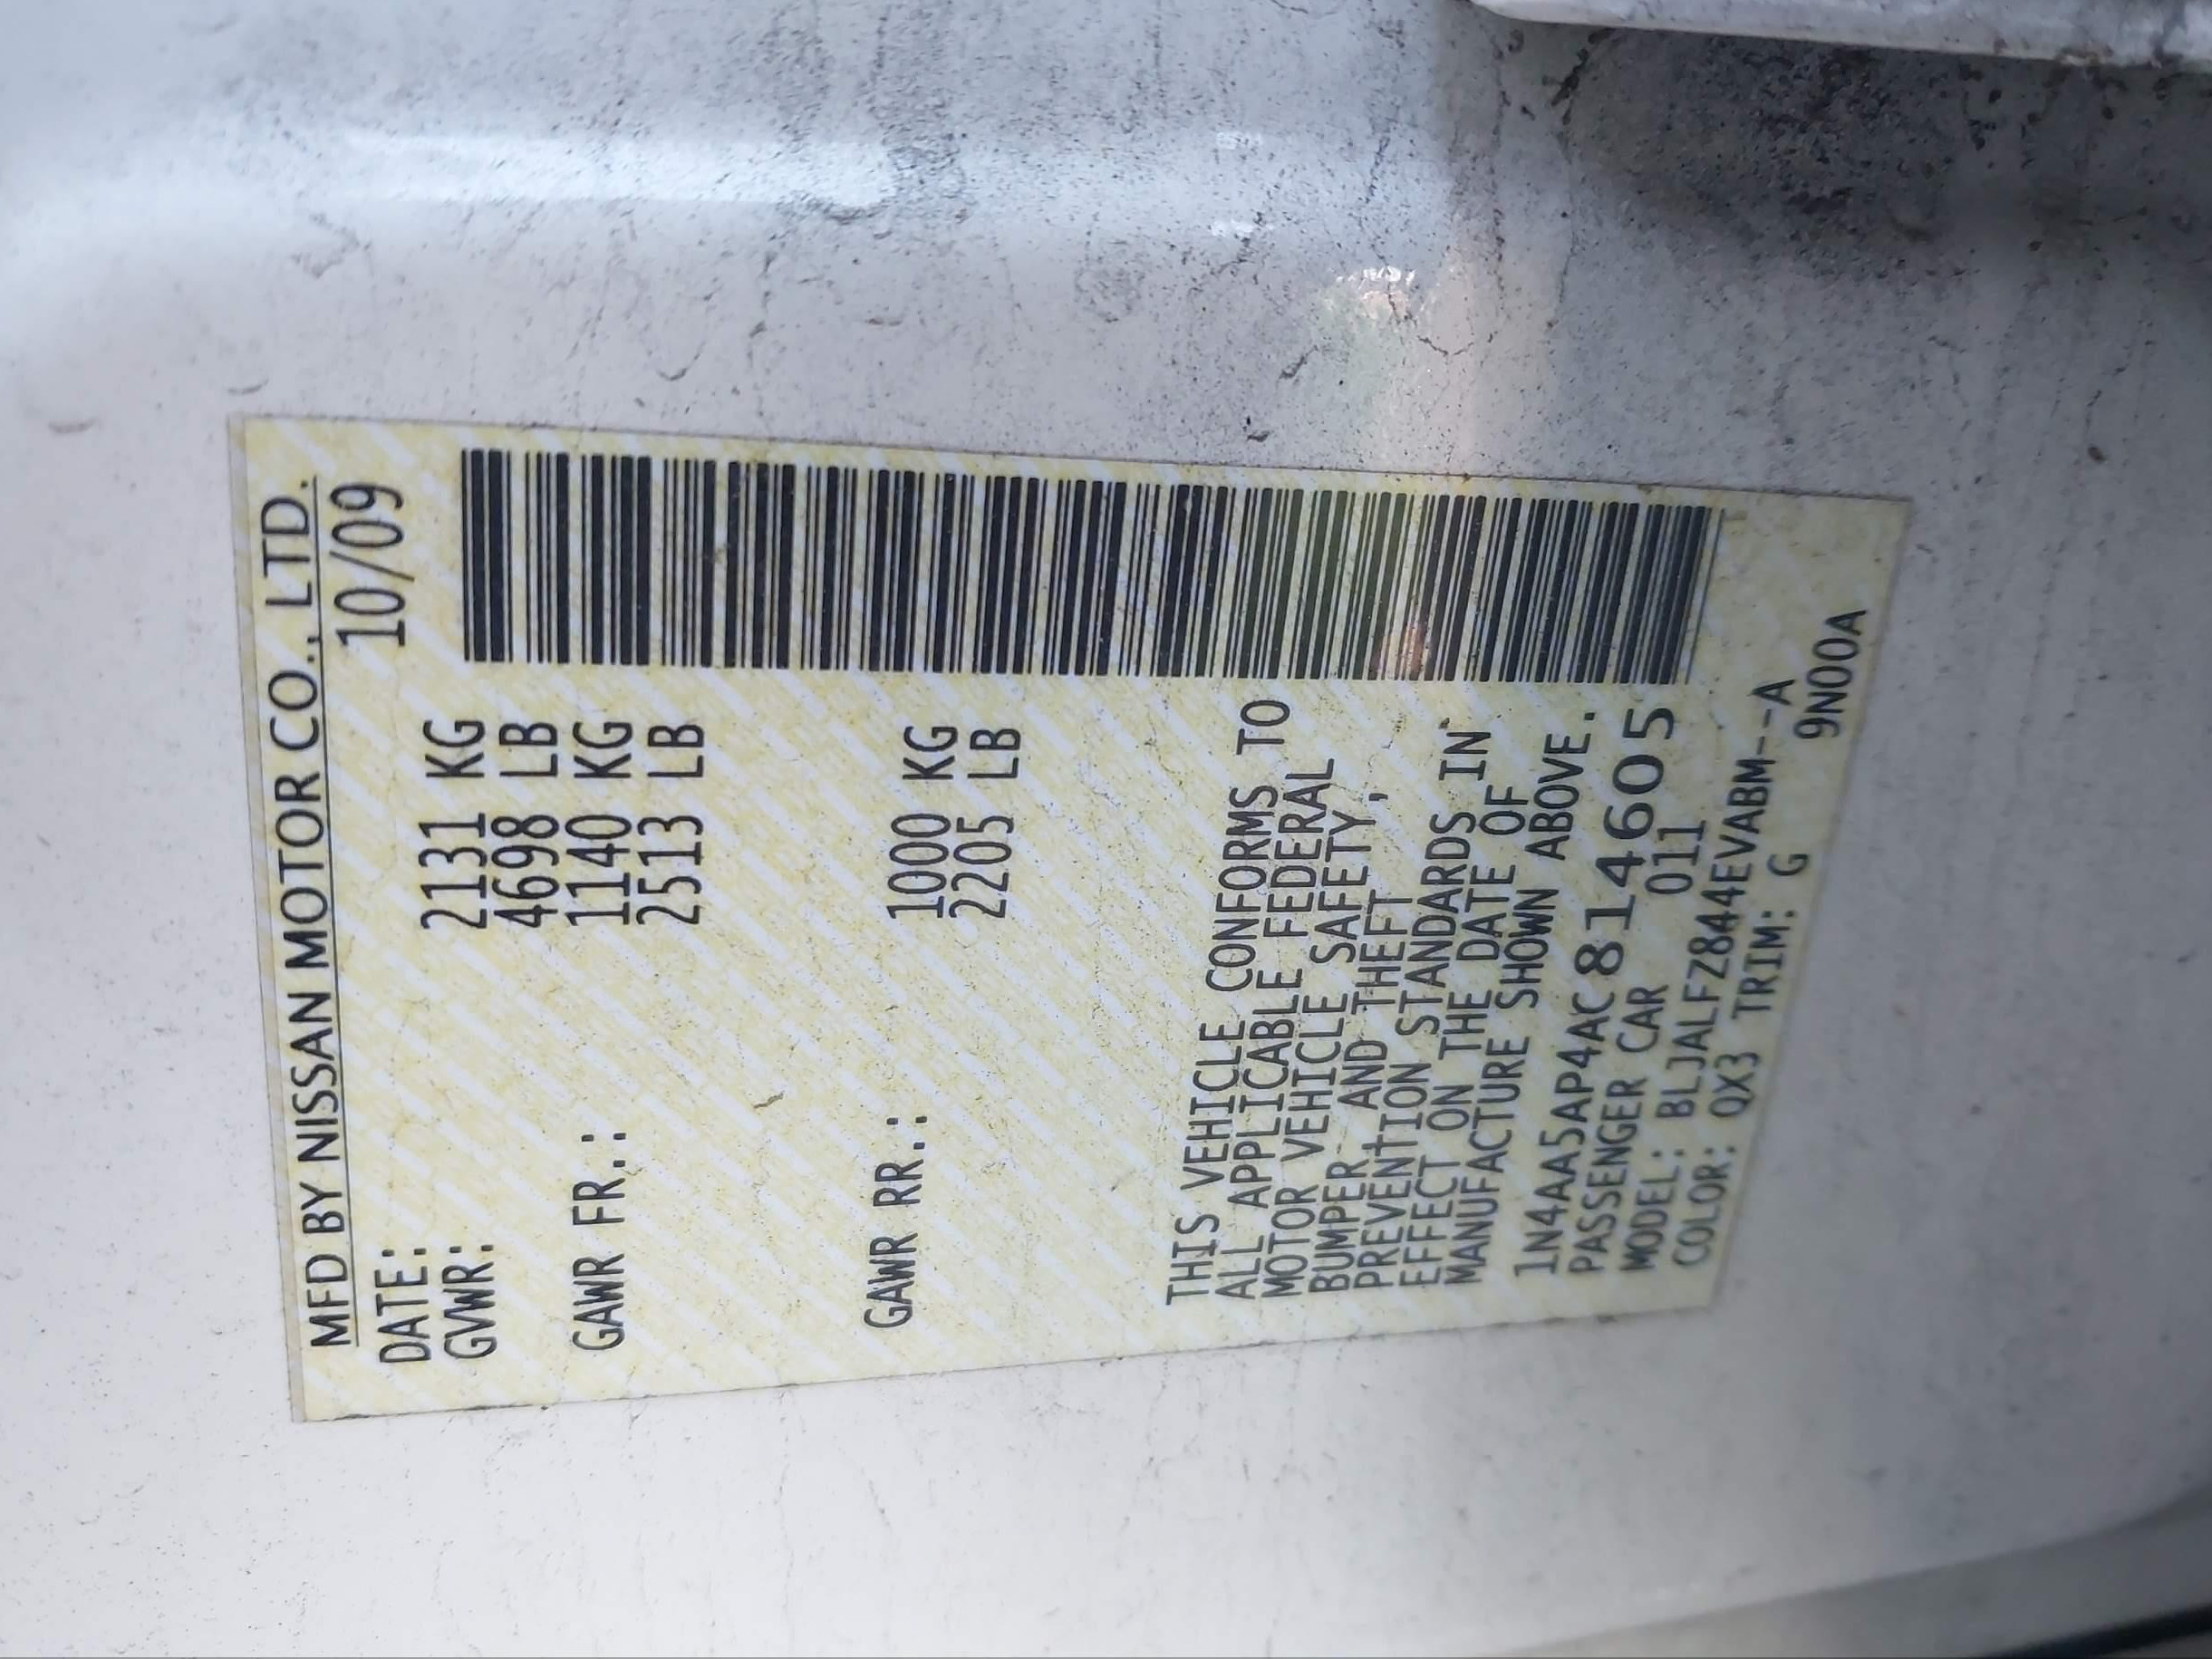 MFD BY NISSAN MOTOR CO., LTD.
DATE: 10/09
GVWR: 2131 KG
4698 LB
GAWR FR.: 1140 KG
2513 LB
GAWR RR.: 1000 KG
2205 LB
THIS VEHICLE CONFORMS TO
ALL APPLICABLE FEDERAL
MOTOR VEHICLE SAFETY,
BUMPER AND THEFT
PREVENTION STANDARDS IN
EFFECT ON THE DATE OF
MANUFACTURE SHOWN ABOVE.
1N4AA5AP4AC814605
PASSENGER CAR 011
MODEL: BLJALFZ844EVABM--A
COLOR: QX3 TRIM: G 9N00A